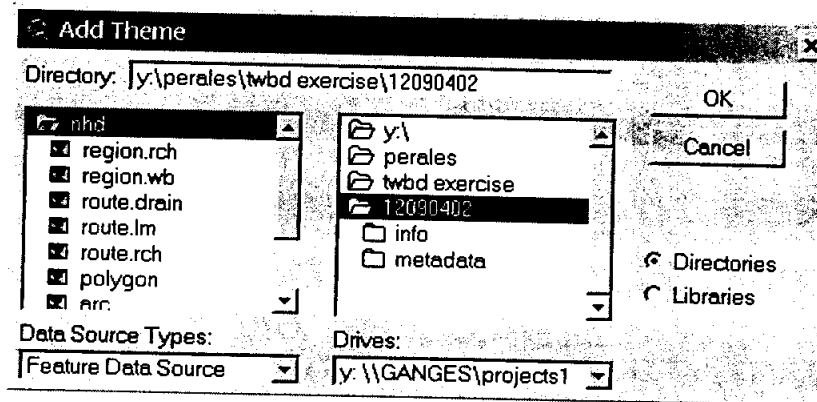 Add Theme
Directory: y:\perales\twbd exercise\12090402
OK
Cancel
nhd
region.rch
region.wb
route.drain
route.lm
route.rch
polygon
arc
y:\
perales
twbd exercise
12090402
info
metadata
Directories
Libraries
Data Source Types:
Feature Data Source
Drives:
y: \\GANGES\projects1